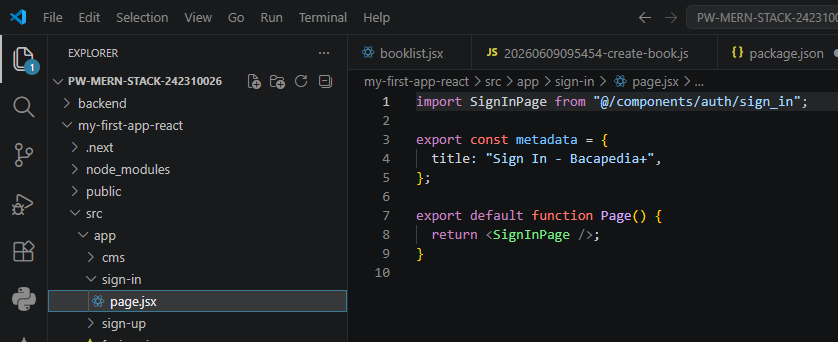 File Edit Selection View Go Run Terminal Help
PW-MERN-STACK-242310026
EXPLORER
1
PW-MERN-STACK-242310026
backend
my-first-app-react
.next
node_modules
public
src
app
cms
sign-in
page.jsx
sign-up
booklist.jsx
JS 20260609095454-create-book.js
{} package.json
my-first-app-react > src > app > sign-in > page.jsx > ...
1 import SignInPage from "@/components/auth/sign_in";
2
3 export const metadata = {
4 title: "Sign In - Bacapedia+",
5 };
6
7 export default function Page() {
8 return <SignInPage />;
9 }
10